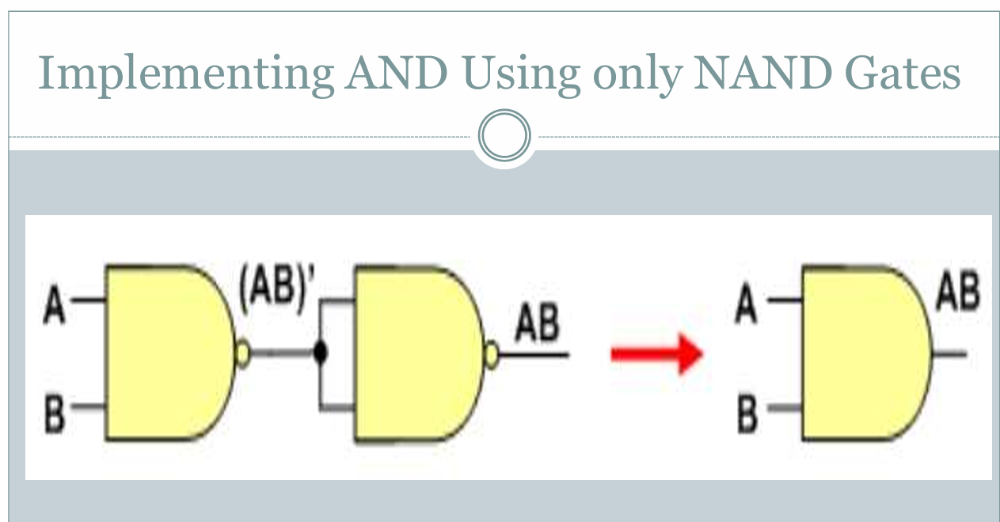 Implementing AND Using only NAND Gates
A
B
(AB)'
AB
A
B
AB